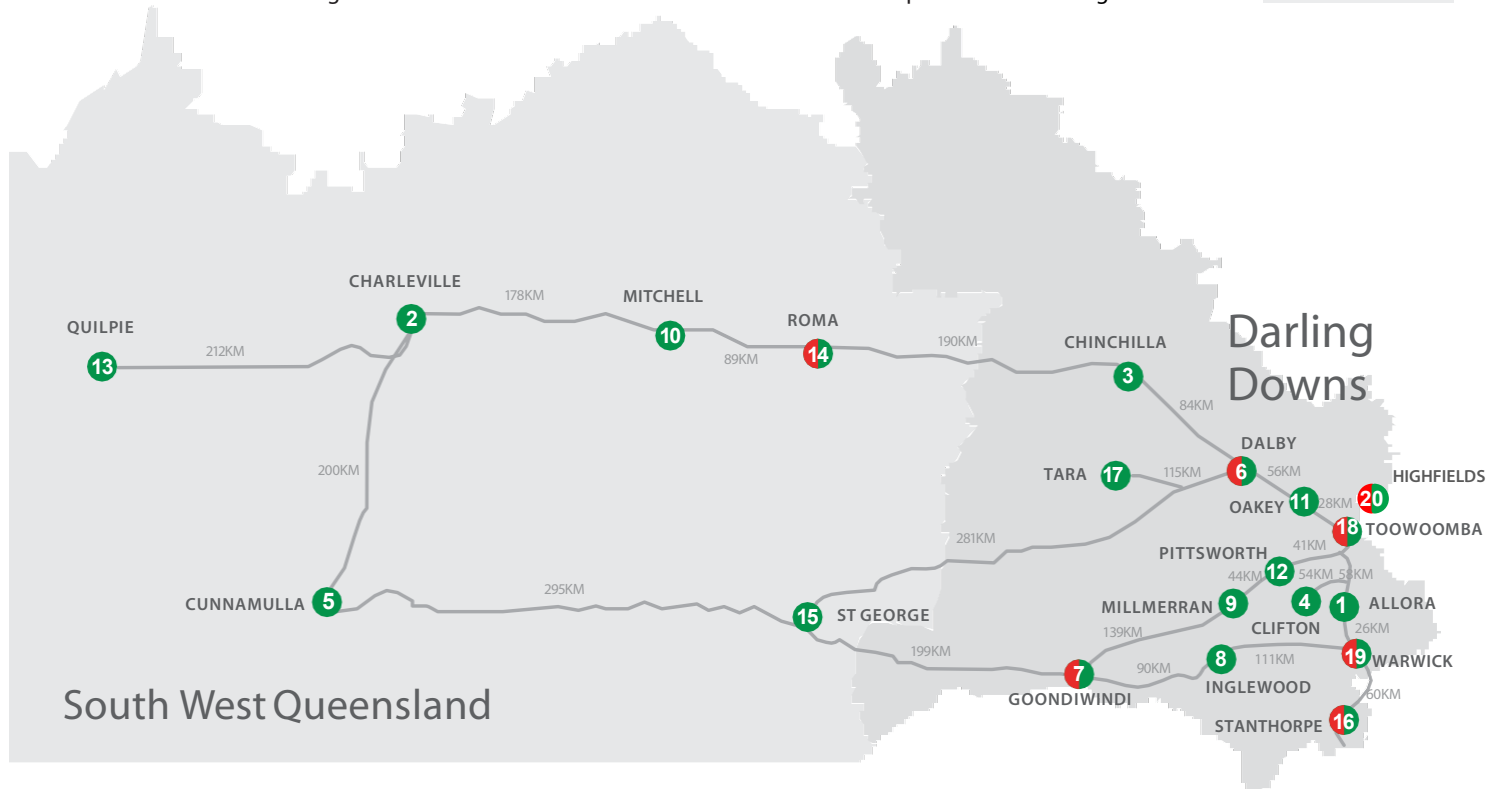 CHARLEVILLE
178KM
MITCHELL
QUILPIE
ROMA
2
10
Darling
Downs
212KM
89KM
14
190KM
CHINCHILLA
13
3
84KM
DALBY
200KM
TARA
17
115KM
6
56KM
HIGHFIELDS
OAKEY
11
28KM
20
281KM
18
TOOWOOMBA
PITTSWORTH
41KM
12
44KM
54KM
58KM
CUNNAMULLA
5
295KM
15
ST GEORGE
MILLMERRAN
9
4
1
ALLORA
CLIFTON
26KM
139KM
199KM
7
90KM
8
111KM
19
WARWICK
GOONDIWINDI
INGLEWOOD
60KM
South West Queensland
STANTHORPE
16